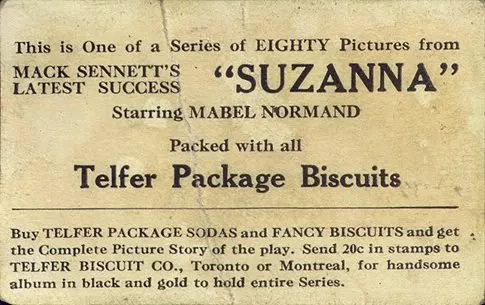 This is One of a Series of EIGHTY Pictures from
MACK SENNETT'S
LATEST SUCCESS
"SUZANNA"
Starring MABEL NORMAND
Packed with all
Telfer Package Biscuits
Buy TELFER PACKAGE SODAS and FANCY BISCUITS and get
the Complete Picture Story of the play. Send 20c in stamps to
TELFER BISCUIT CO., Toronto or Montreal, for handsome
album in black and gold to hold entire Series.